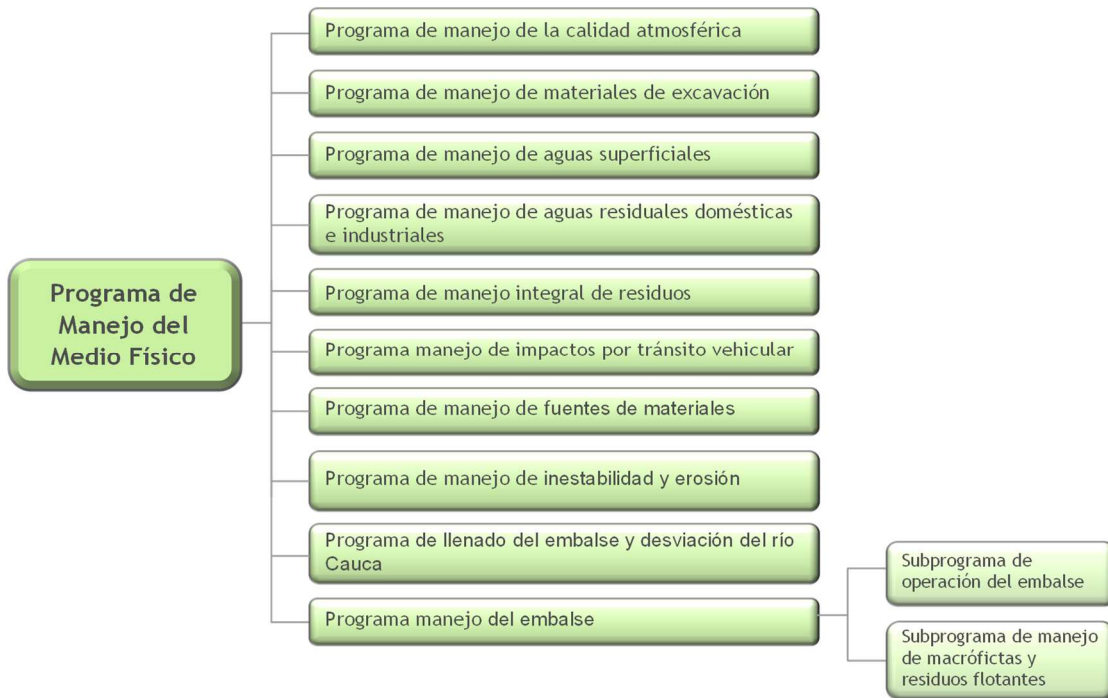 Programa de manejo de la calidad atmosférica
Programa de manejo de materiales de excavación
Programa de manejo de aguas superficiales
Programa de manejo de aguas residuales domésticas
e industriales
Programa de
Manejo del
Medio Físico
Programa de manejo integral de residuos
Programa manejo de impactos por tránsito vehicular
Programa de manejo de fuentes de materiales
Programa de manejo de inestabilidad y erosión
Programa de llenado del embalse y desviación del río
Cauca
Programa manejo del embalse
Subprograma de
operación del embalse
Subprograma de manejo
de macrófictas y
residuos flotantes